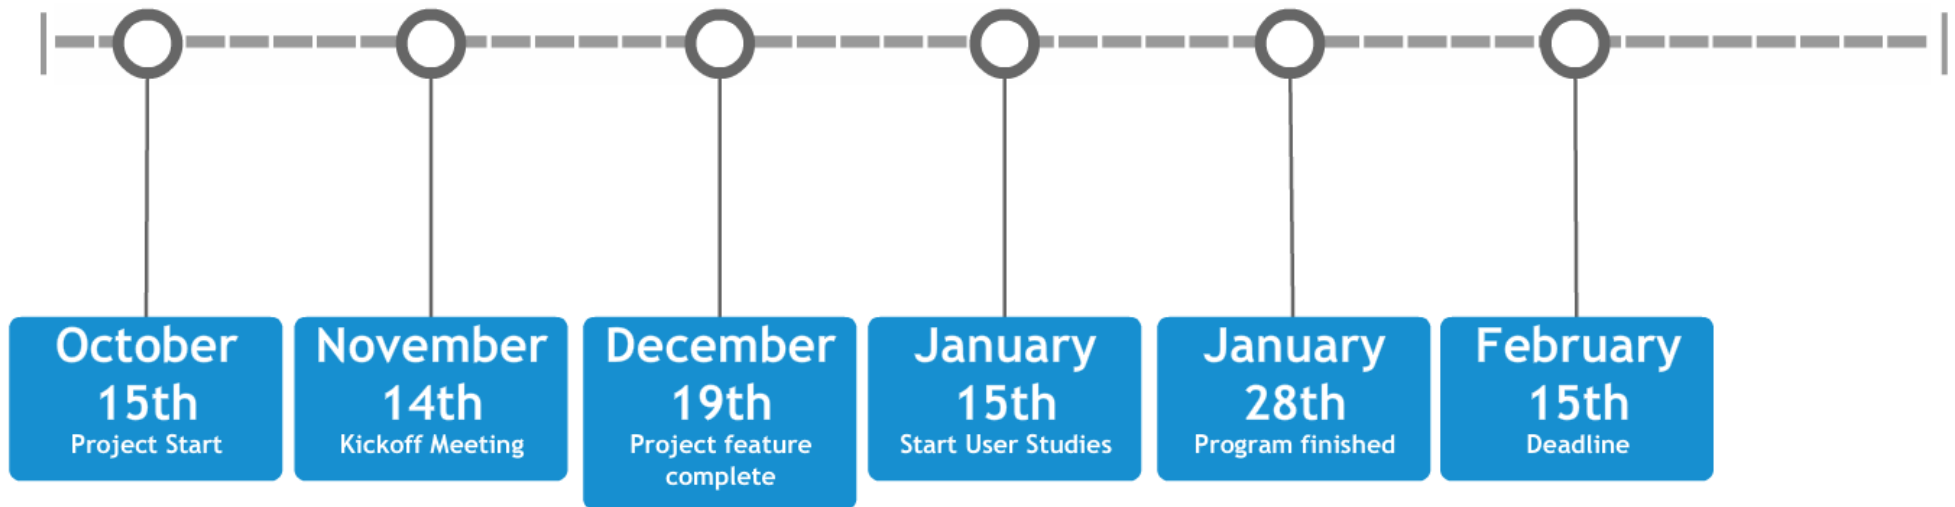 October
15th
Project Start
November
14th
Kickoff Meeting
December
19th
Project feature
complete
January
15th
Start User Studies
January
28th
Program finished
February
15th
Deadline